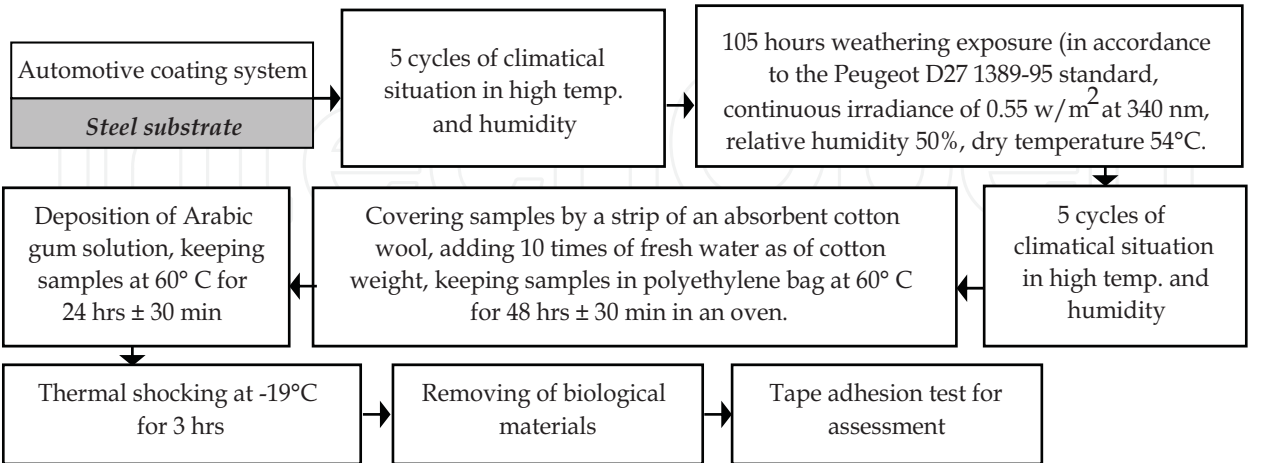 Automotive coating system
Steel substrate
5 cycles of climatical
situation in high temp.
and humidity
105 hours weathering exposure (in accordance
to the Peugeot D27 1389-95 standard,
continuous irradiance of 0.55 w/m² at 340 nm,
relative humidity 50%, dry temperature 54°C.
5 cycles of
climatical situation
in high temp. and
humidity
Covering samples by a strip of an absorbent cotton
wool, adding 10 times of fresh water as of cotton
weight, keeping samples in polyethylene bag at 60° C
for 48 hrs ± 30 min in an oven.
Deposition of Arabic
gum solution, keeping
samples at 60° C for
24 hrs ± 30 min
Thermal shocking at -19°C
for 3 hrs
Removing of biological
materials
Tape adhesion test for
assessment